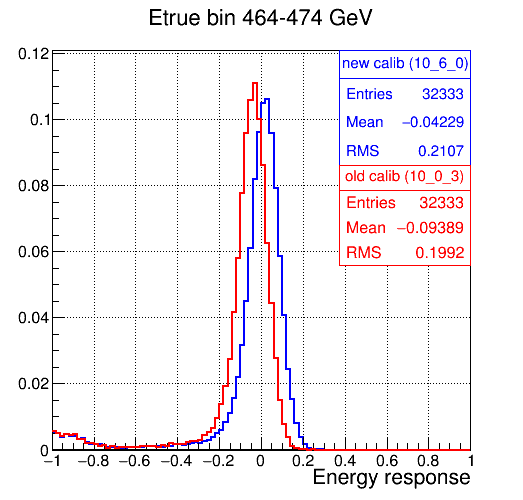 Etrue bin 464-474 GeV
new calib (10_6_0)
Entries 32333
Mean −0.04229
RMS 0.2107
old calib (10_0_3)
Entries 32333
Mean −0.09389
RMS 0.1992
0.12
0.1
0.08
0.06
0.04
0.02
0
−1 −0.8 −0.6 −0.4 −0.2 0 0.2 0.4 0.6 0.8 1
Energy response